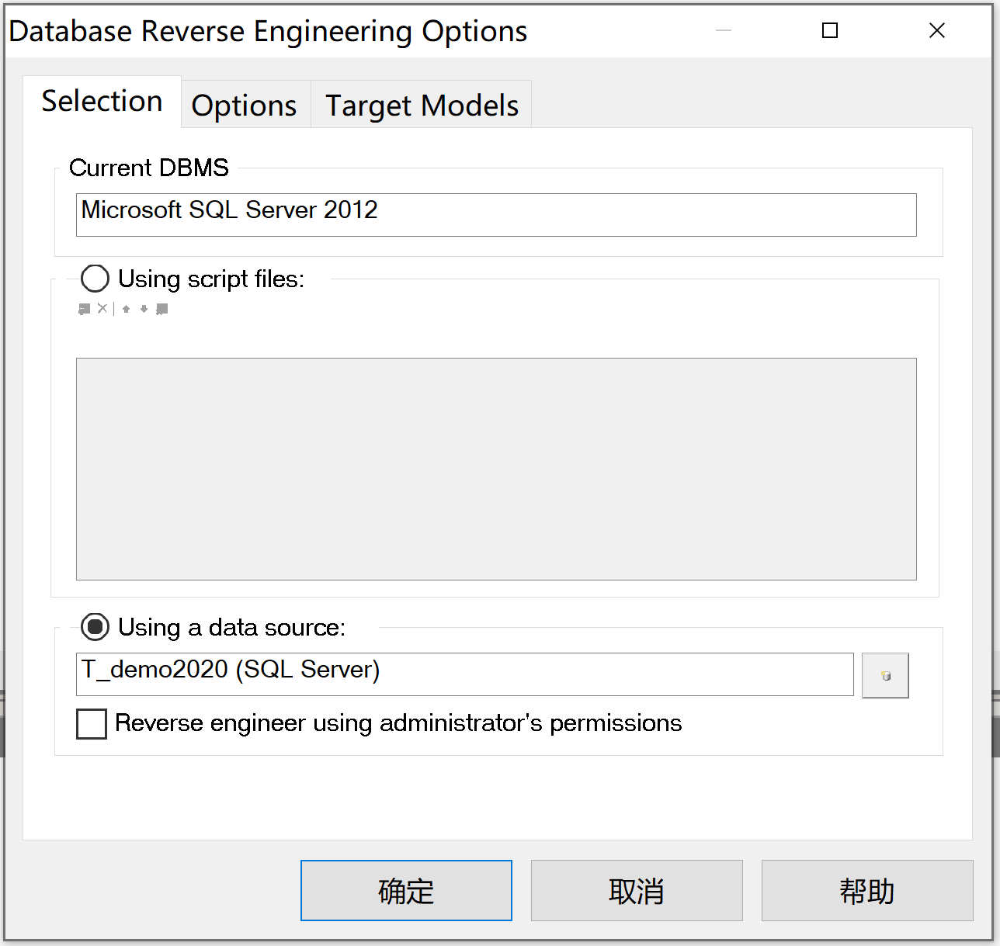 Database Reverse Engineering Options
Selection
Options
Target Models
Current DBMS
Microsoft SQL Server 2012
Using script files:
Using a data source:
T_demo2020 (SQL Server)
Reverse engineer using administrator's permissions
确定
取消
帮助